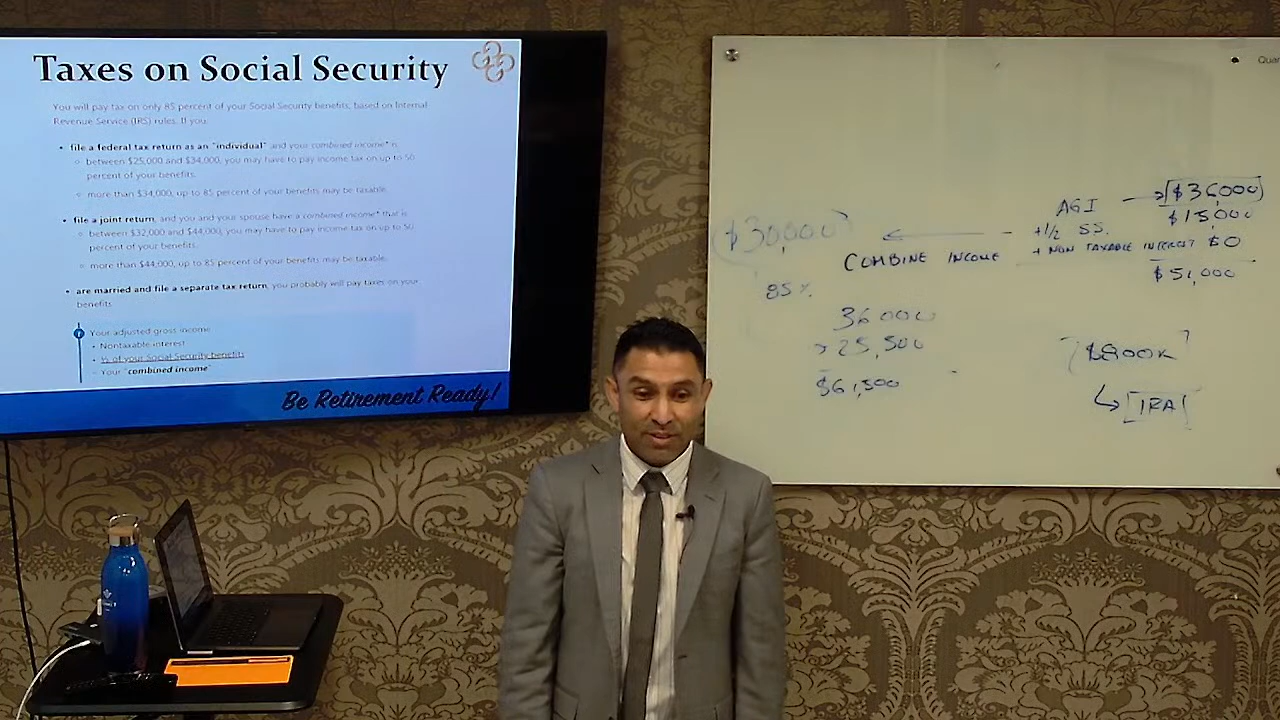 Taxes on Social Security
You will pay tax on only 85 percent of your Social Security benefits, based on Internal
Revenue Service (IRS) rules. If you:
• file a federal tax return as an "individual" and your combined income* is
○ between $25,000 and $34,000, you may have to pay income tax on up to 50
percent of your benefits.
○ more than $34,000, up to 85 percent of your benefits may be taxable.
• file a joint return, and you and your spouse have a combined income* that is
○ between $32,000 and $44,000, you may have to pay income tax on up to 50
percent of your benefits.
○ more than $44,000, up to 85 percent of your benefits may be taxable.
• are married and file a separate tax return, you probably will pay taxes on your
benefits.
Your adjusted gross income
+ Nontaxable interest
+ ½ of your Social Security benefits
= Your "combined income"
Be Retirement Ready!
$30,000
85%
COMBINE INCOME
AGI → $36,000
+1/2 SS. $15,000
+ NON TAXABLE INTEREST $0
$51,000
36000
25,500
$61,500
$900K
↳ [IRA]